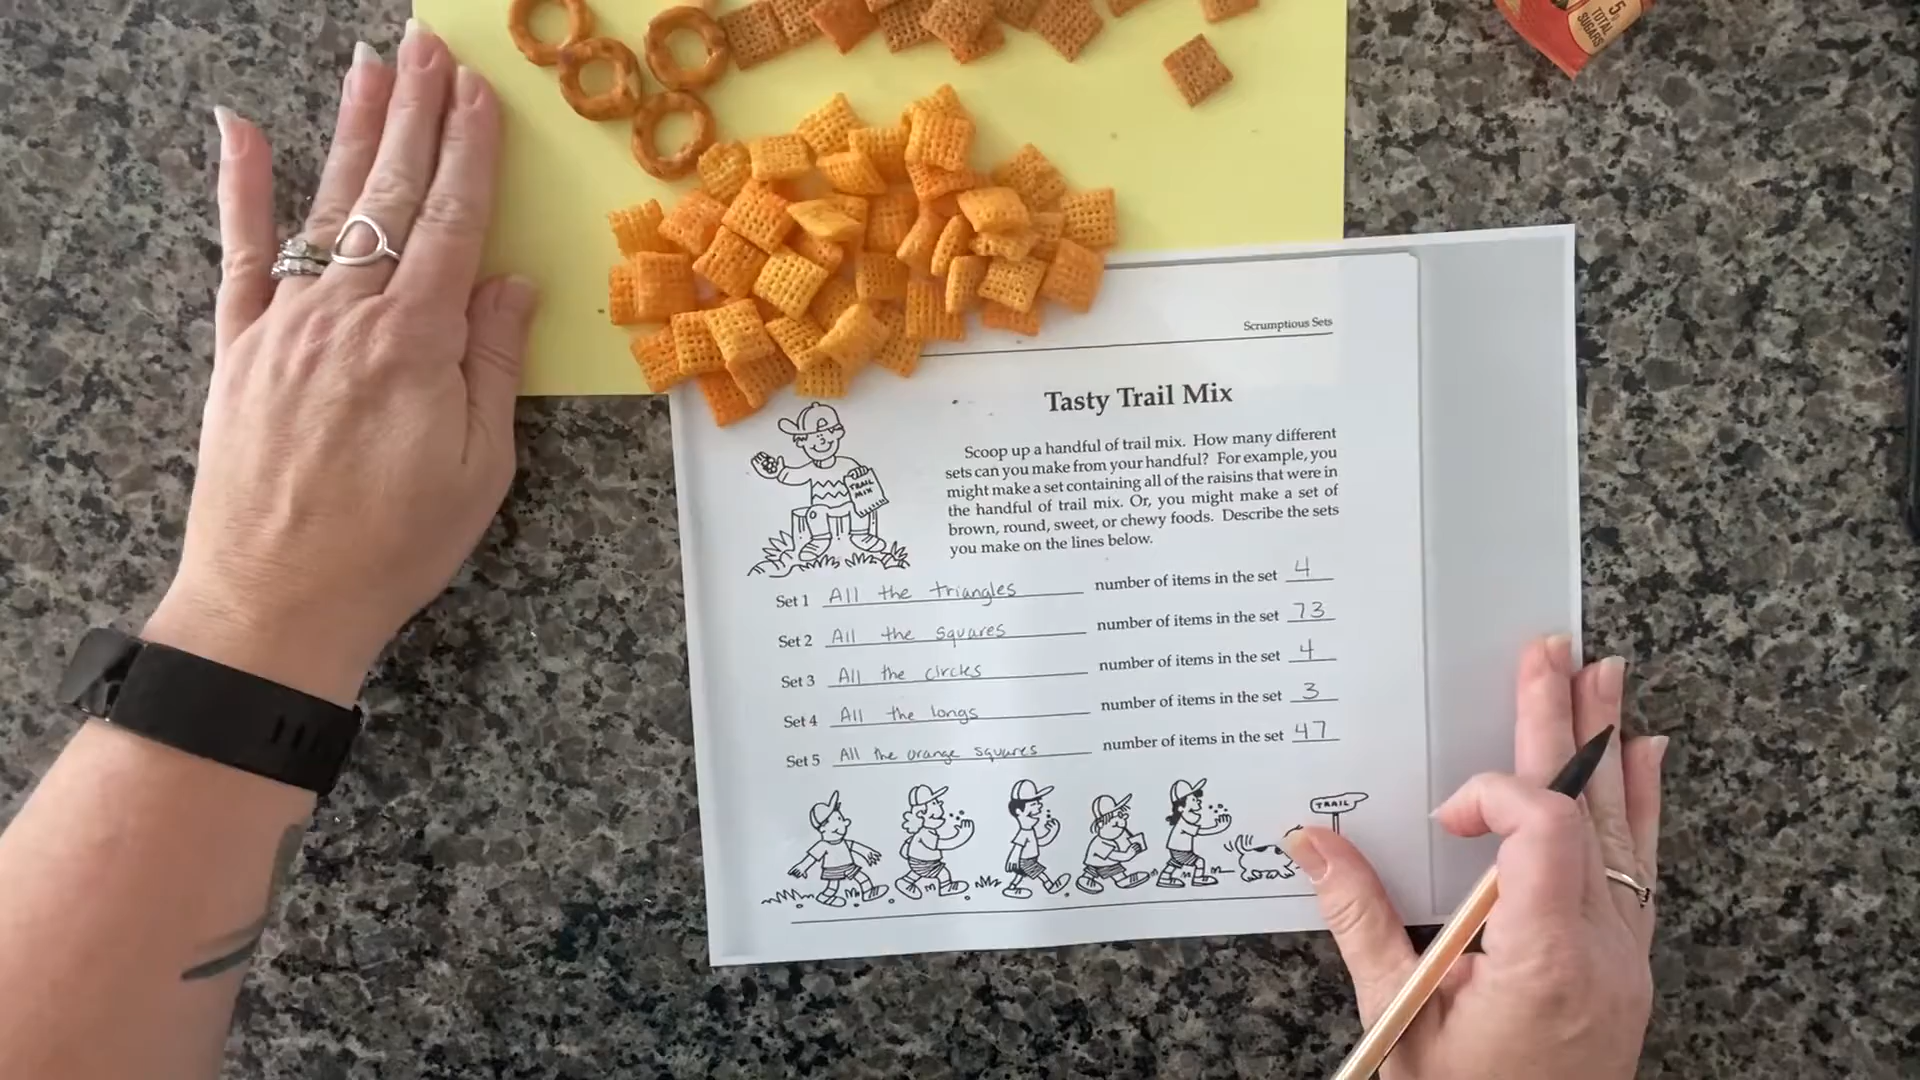 5g
TOTAL
SUGARS
Scrumptious Sets
Tasty Trail Mix
Scoop up a handful of trail mix. How many different
sets can you make from your handful? For example, you
might make a set containing all of the raisins that were in
the handful of trail mix. Or, you might make a set of
brown, round, sweet, or chewy foods. Describe the sets
you make on the lines below.
TRAIL
MIX
Set 1 All the triangles number of items in the set 4
Set 2 All the squares number of items in the set 73
Set 3 All the circles number of items in the set 4
Set 4 All the longs number of items in the set 3
Set 5 All the orange squares number of items in the set 47
TRAIL